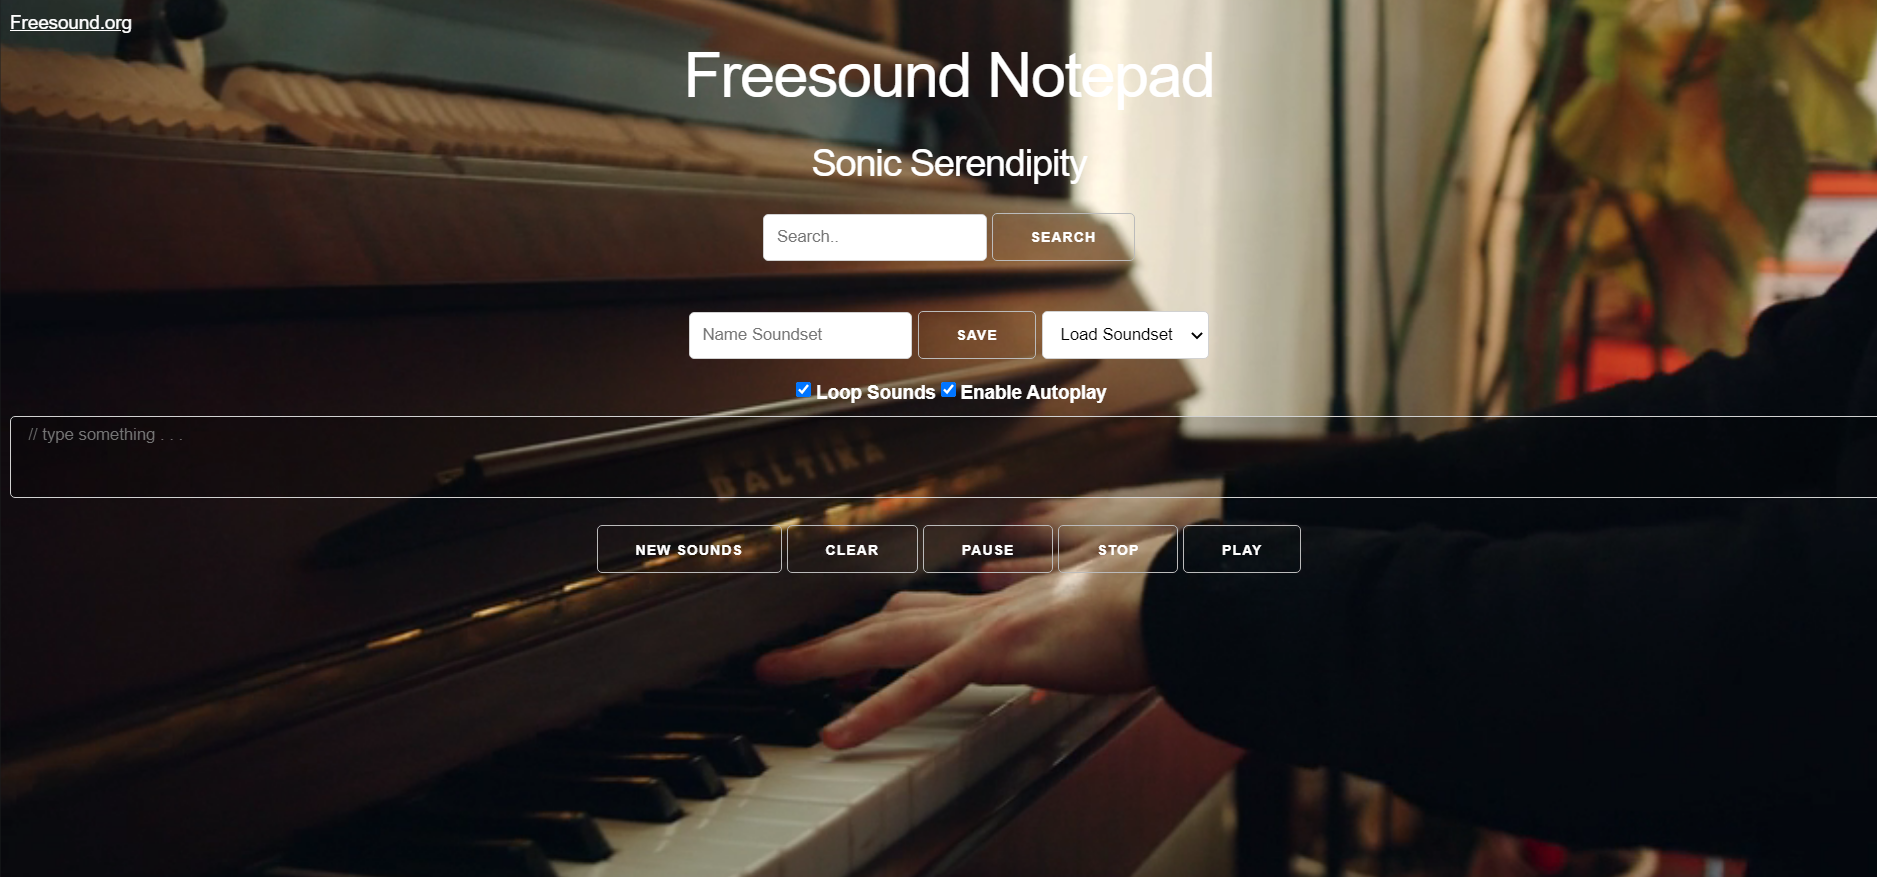 Freesound.org
Freesound Notepad
Sonic Serendipity
Search.. SEARCH
Name Soundset SAVE Load Soundset
Loop Sounds Enable Autoplay
// type something . . .
BALTIKA
NEW SOUNDS CLEAR PAUSE STOP PLAY